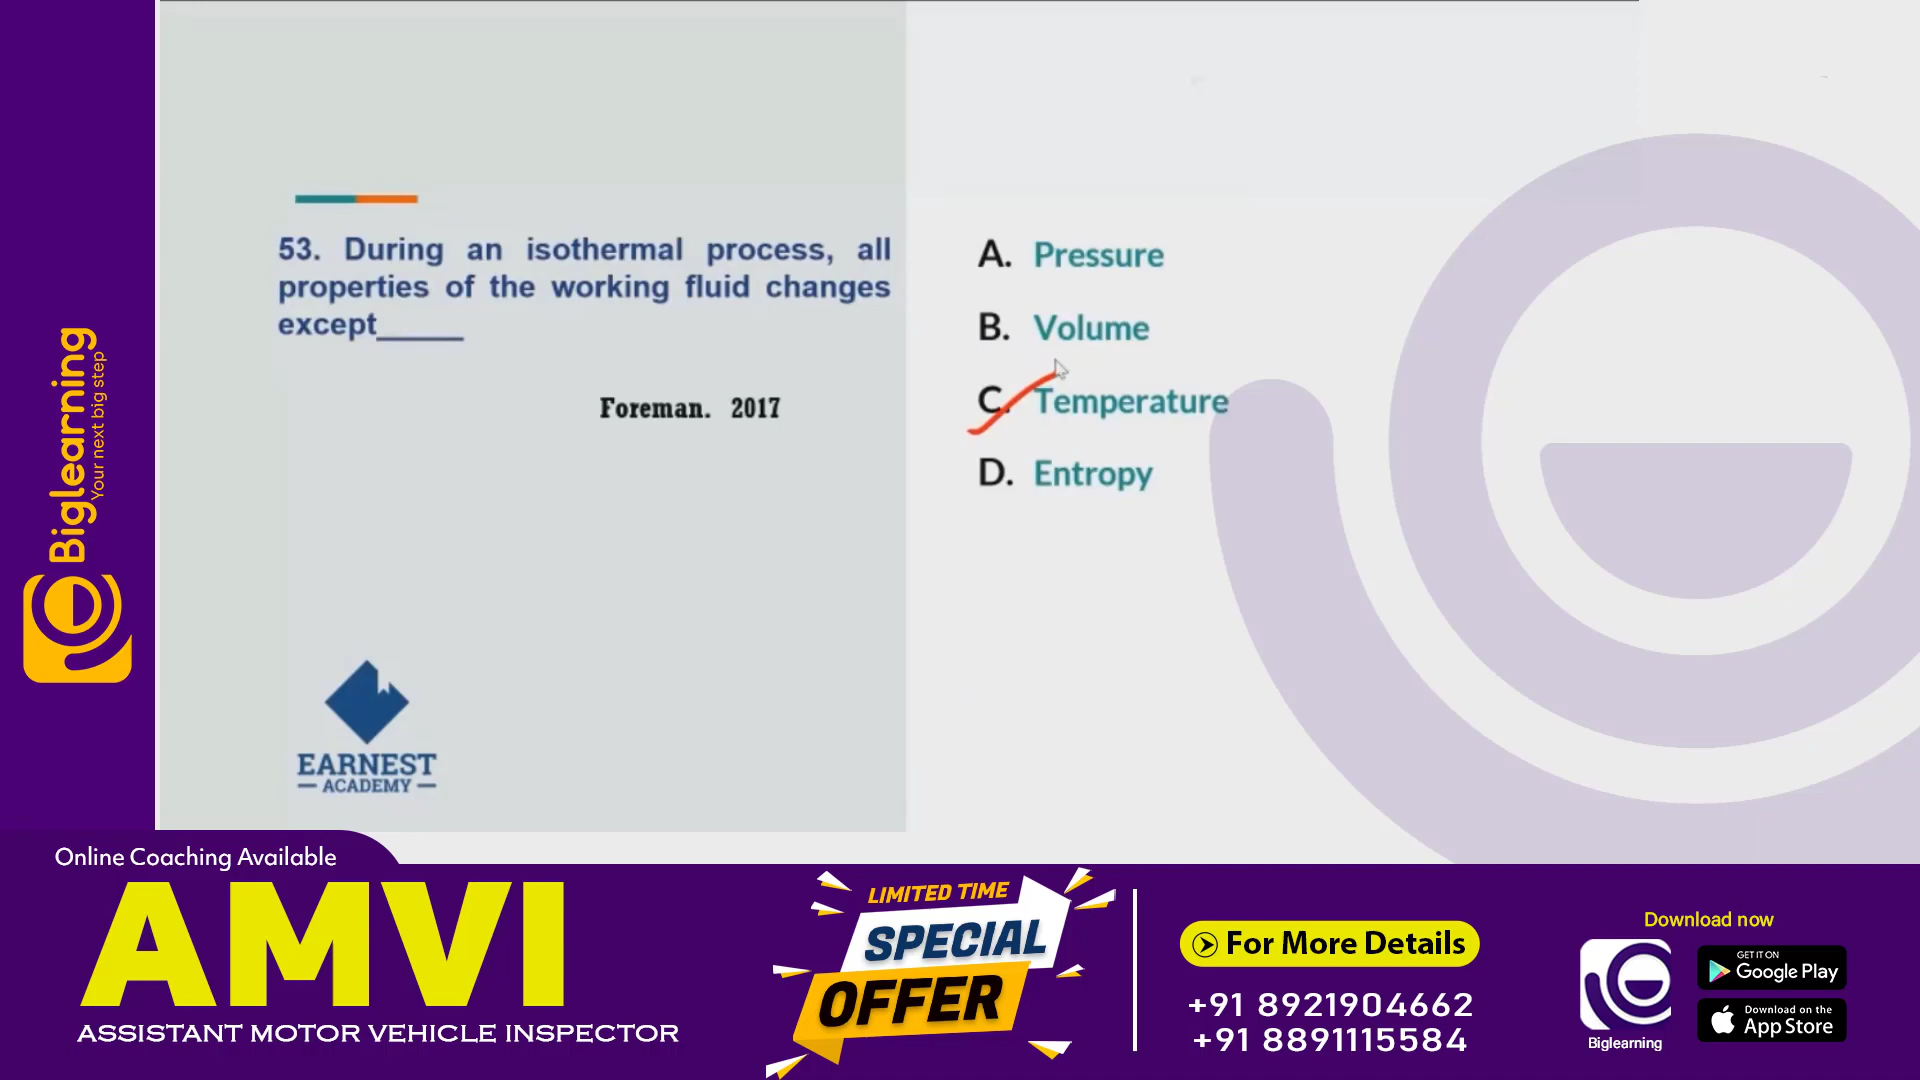 Biglearning
Your next big step
53. During an isothermal process, all
properties of the working fluid changes
except______
Foreman. 2017
A. Pressure
B. Volume
C. Temperature
D. Entropy
EARNEST
ACADEMY
Online Coaching Available
AMVI
ASSISTANT MOTOR VEHICLE INSPECTOR
LIMITED TIME
SPECIAL
OFFER
For More Details
+91 8921904662
+91 8891115584
Download now
Biglearning
GET IT ON
Google Play
Download on the
App Store